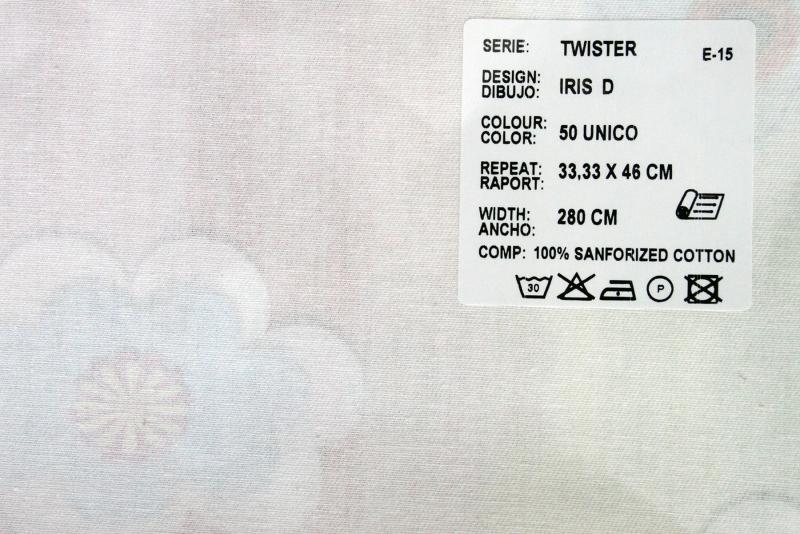 SERIE: TWISTER E-15
DESIGN:
DIBUJO: IRIS D
COLOUR:
COLOR: 50 UNICO
REPEAT: 33,33 X 46 CM
RAPORT:
WIDTH: 280 CM
ANCHO:
COMP: 100% SANFORIZED COTTON
30 P